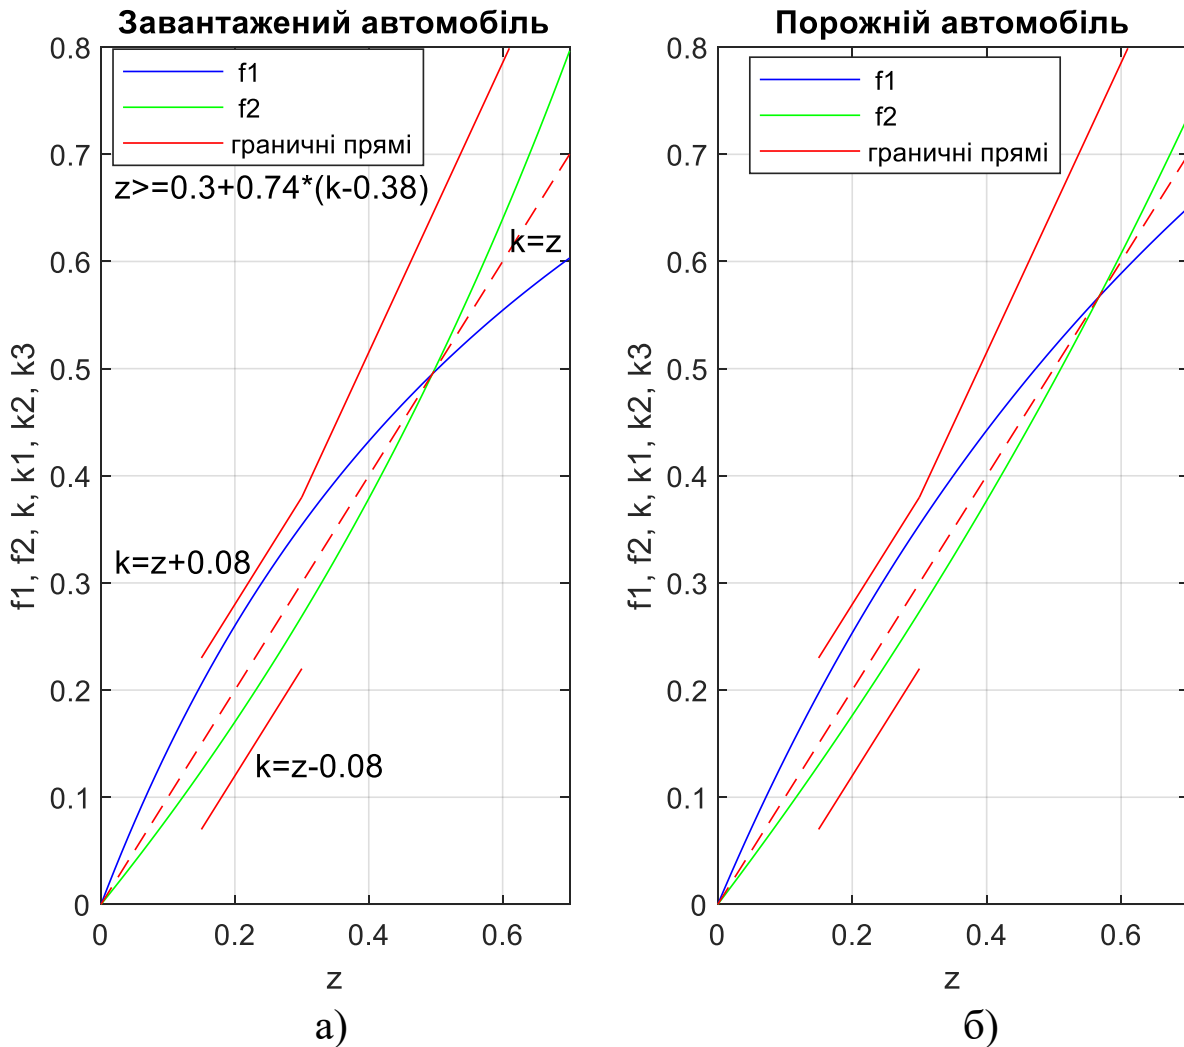 Завантажений автомобіль
0.8
0.7
0.6
0.5
0.4
0.3
0.2
0.1
0
f1, f2, k, k1, k2, k3
f1
f2
граничні прямі
z>=0.3+0.74*(k-0.38)
k=z
k=z+0.08
k=z-0.08
0
0.2
0.4
0.6
z
а)
Порожній автомобіль
0.8
0.7
0.6
0.5
0.4
0.3
0.2
0.1
0
f1, f2, k, k1, k2, k3
f1
f2
граничні прямі
0
0.2
0.4
0.6
z
б)